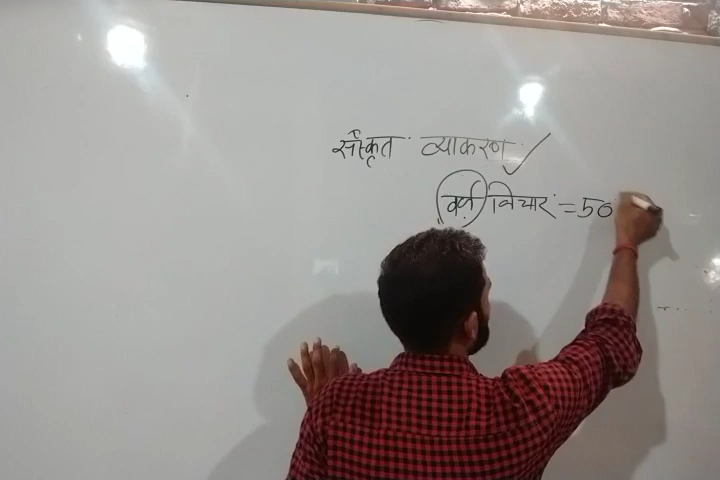 संस्कृत व्याकरण
वर्ण विचार = 50